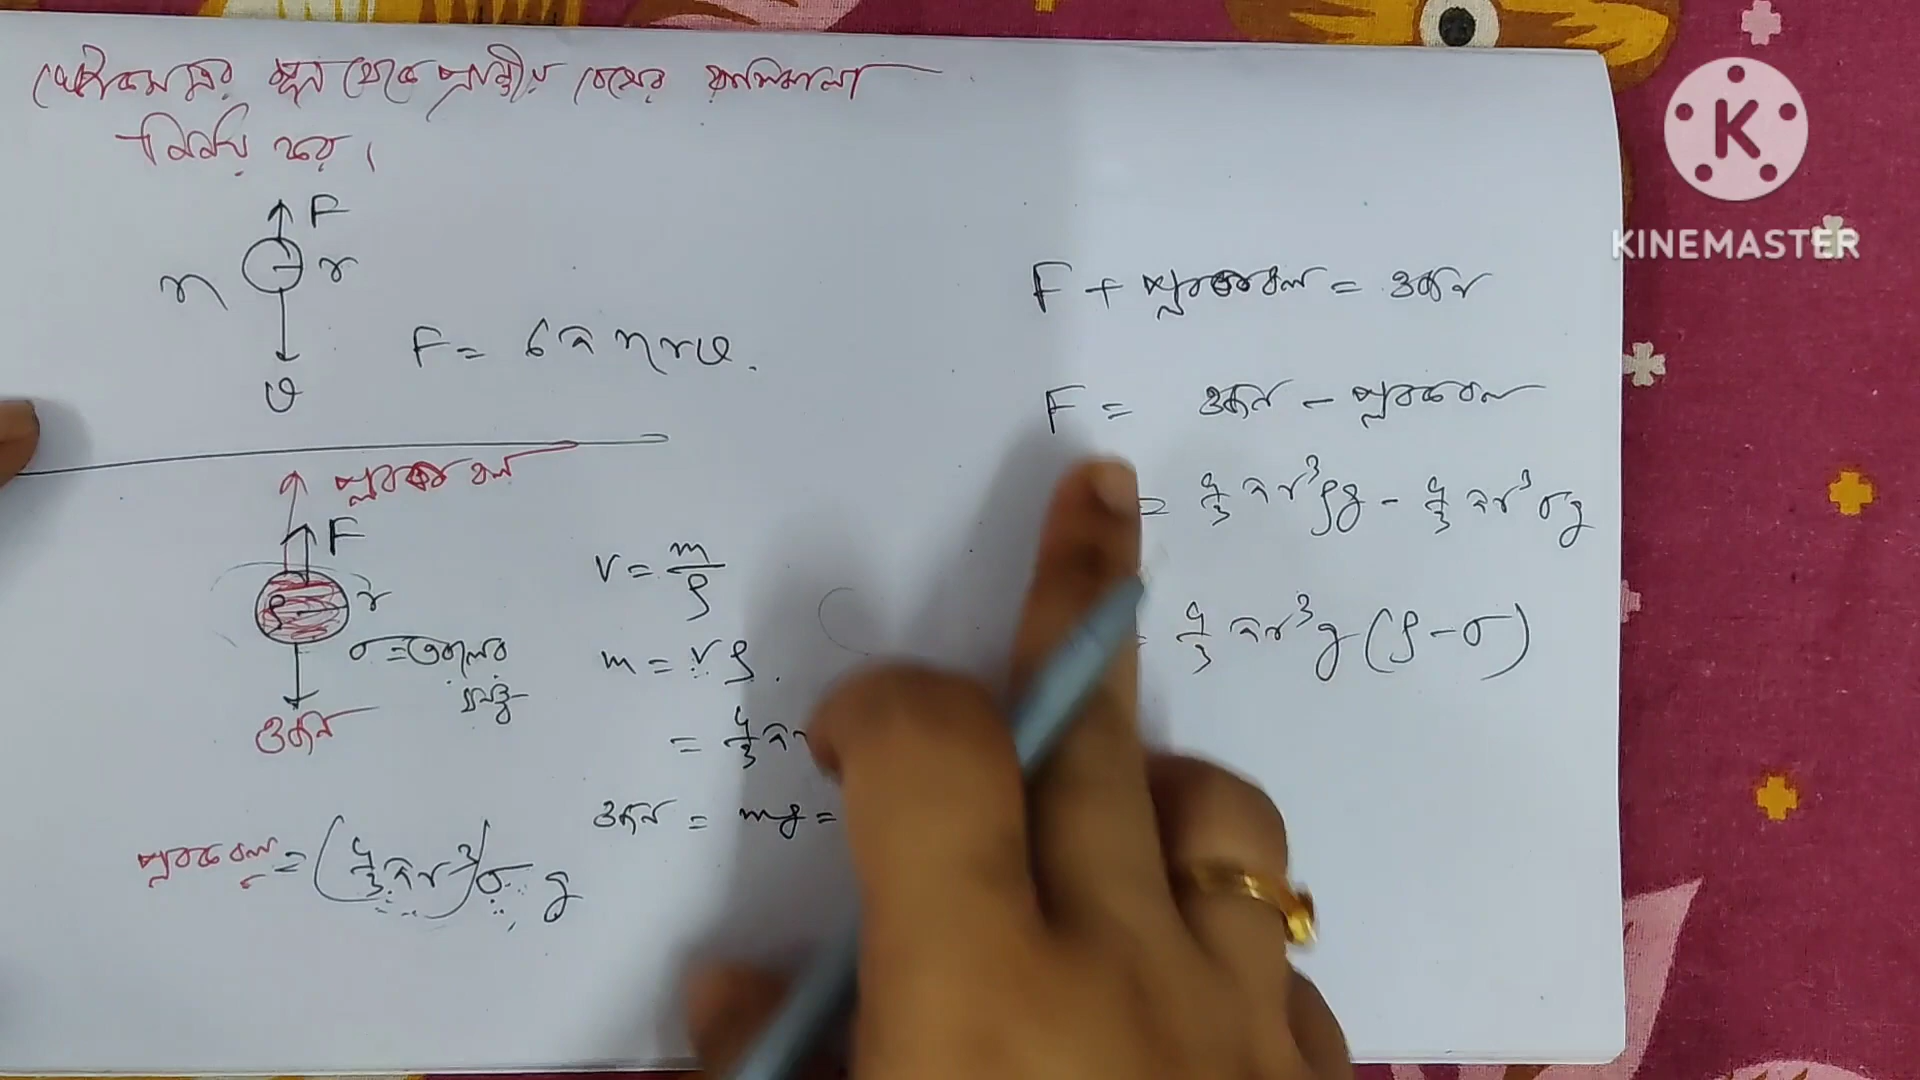 স্টোকসের সূত্র থেকে প্রান্তীয় বেগের রাশিমালা
নির্ণয় কর।
F
η r
F = 6πηrv.
v
প্লবতা বল
F
ρ r
σ = তরলের
ঘনত্ব
ওজন
প্লবতা বল = (4/3 πr³) σ g
V = m/ρ
m = Vρ.
= 4/3 π
ওজন = mg =
F + প্লবতা বল = ওজন
F = ওজন - প্লবতা বল
= 4/3 πr³ρg - 4/3 πr³σg
= 4/3 πr³g (ρ - σ)
K
KINEMASTER